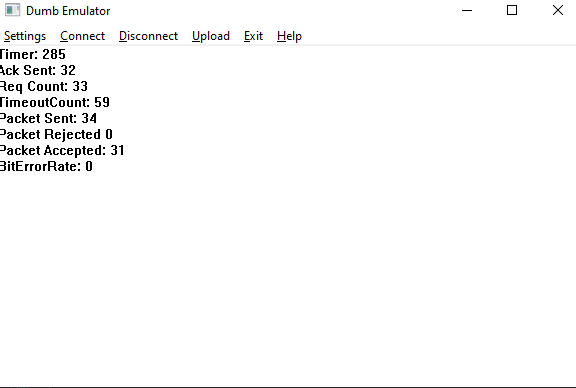 Dumb Emulator
Settings Connect Disconnect Upload Exit Help
Timer: 285
Ack Sent: 32
Req Count: 33
TimeoutCount: 59
Packet Sent: 34
Packet Rejected 0
Packet Accepted: 31
BitErrorRate: 0